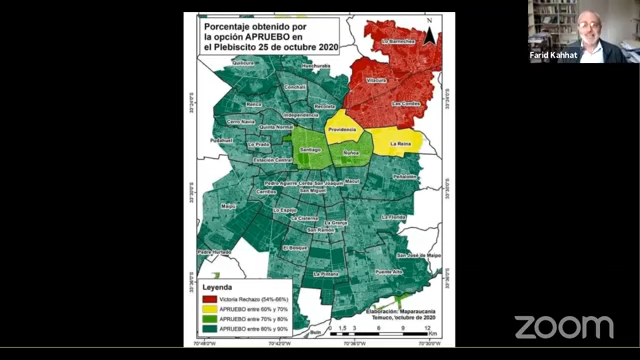 Porcentaje obtenido por
la opción APRUEBO en
el Plebiscito 25 de octubre 2020
N
Farid Kahhat
Lo Barnechea
Quilicura
Huechuraba
Vitacura
Conchalí
Las Condes
Renca
Recoleta
Independencia
Cerro Navia
Quinta Normal
Providencia
Pudahuel
Lo Prado
Santiago
Ñuñoa
La Reina
Estación Central
Peñalolén
Pedro Aguirre Cerda
San Joaquín
Macul
Cerrillos
San Miguel
Maipú
Lo Espejo
La Cisterna
La Granja
San Ramón
La Florida
El Bosque
Padre Hurtado
San José de Maipo
La Pintana
Puente Alto
Leyenda
Victoria Rechazo (54%-66%)
APRUEBO entre 60% y 70%
APRUEBO entre 70% y 80%
APRUEBO entre 80% y 90%
Elaboración: Maparaucanía
Temuco, octubre de 2020
0 1,5 3 6 9 12
Km
zoom